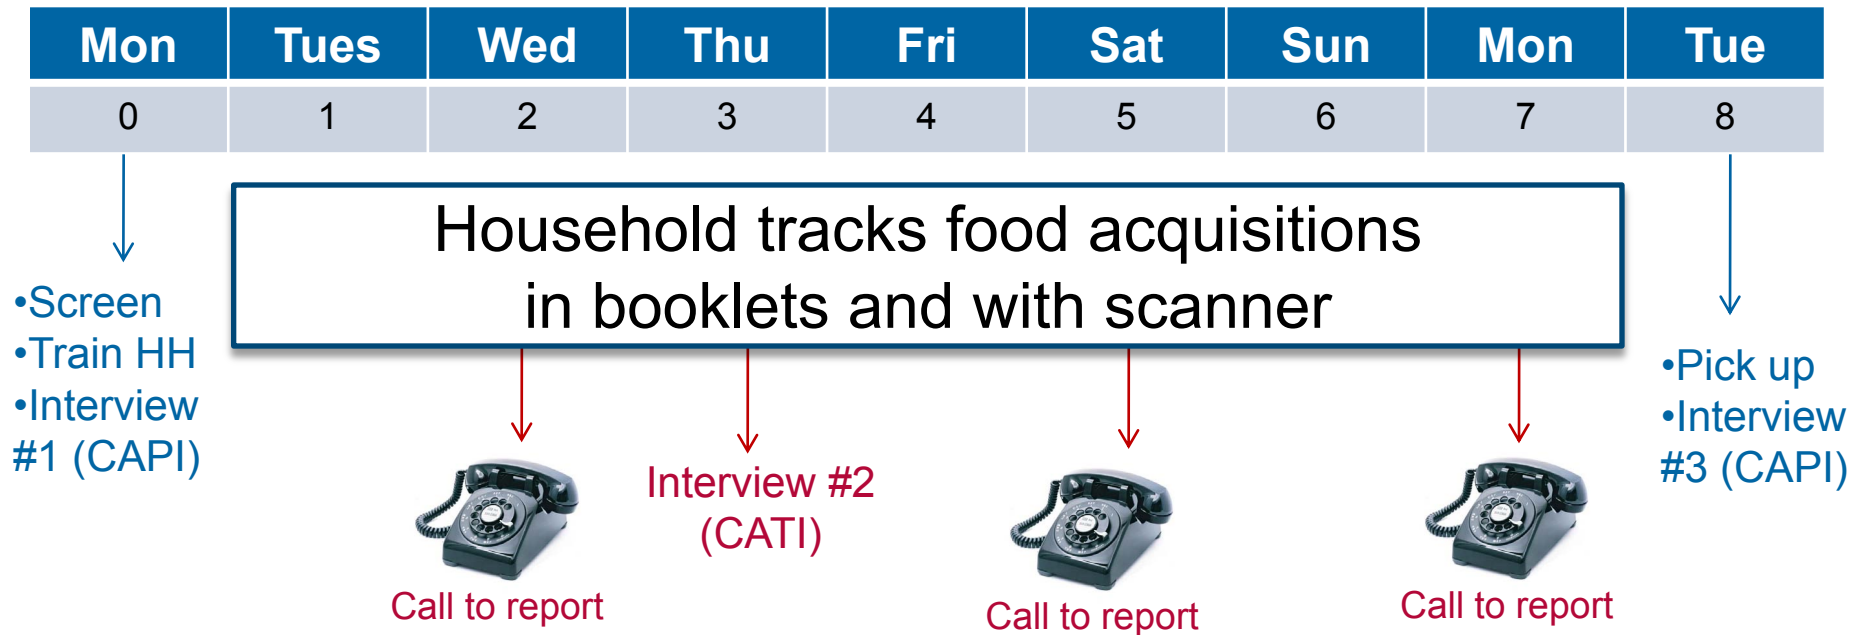 Mon Tues Wed Thu Fri Sat Sun Mon Tue
0 1 2 3 4 5 6 7 8
Household tracks food acquisitions
in booklets and with scanner
•Screen
•Train HH
•Interview
#1 (CAPI)
Call to report
Interview #2
(CATI)
Call to report
Call to report
•Pick up
•Interview
#3 (CAPI)